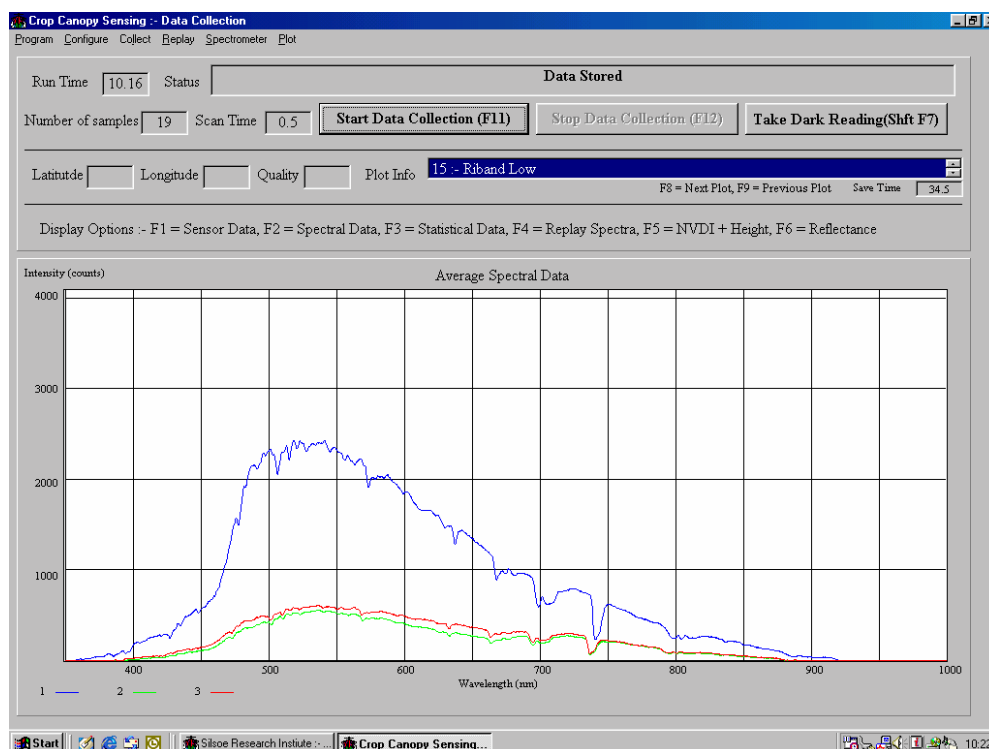 Crop Canopy Sensing :- Data Collection
Program Configure Collect Replay Spectrometer Plot
Run Time 10.16 Status Data Stored
Number of samples 19 Scan Time 0.5 Start Data Collection (F11) Stop Data Collection (F12) Take Dark Reading(Shft F7)
Latitutde Longitude Quality Plot Info 15 :- Riband Low
F8 = Next Plot, F9 = Previous Plot Save Time 34.5
Display Options :- F1 = Sensor Data, F2 = Spectral Data, F3 = Statistical Data, F4 = Replay Spectra, F5 = NVDI + Height, F6 = Reflectance
Intensity (counts) Average Spectral Data
4000
3000
2000
1000
400 500 600 700 800 900 1000
Wavelength (nm)
1 2 3
Start Silsoe Research Instiute :- ... Crop Canopy Sensing...